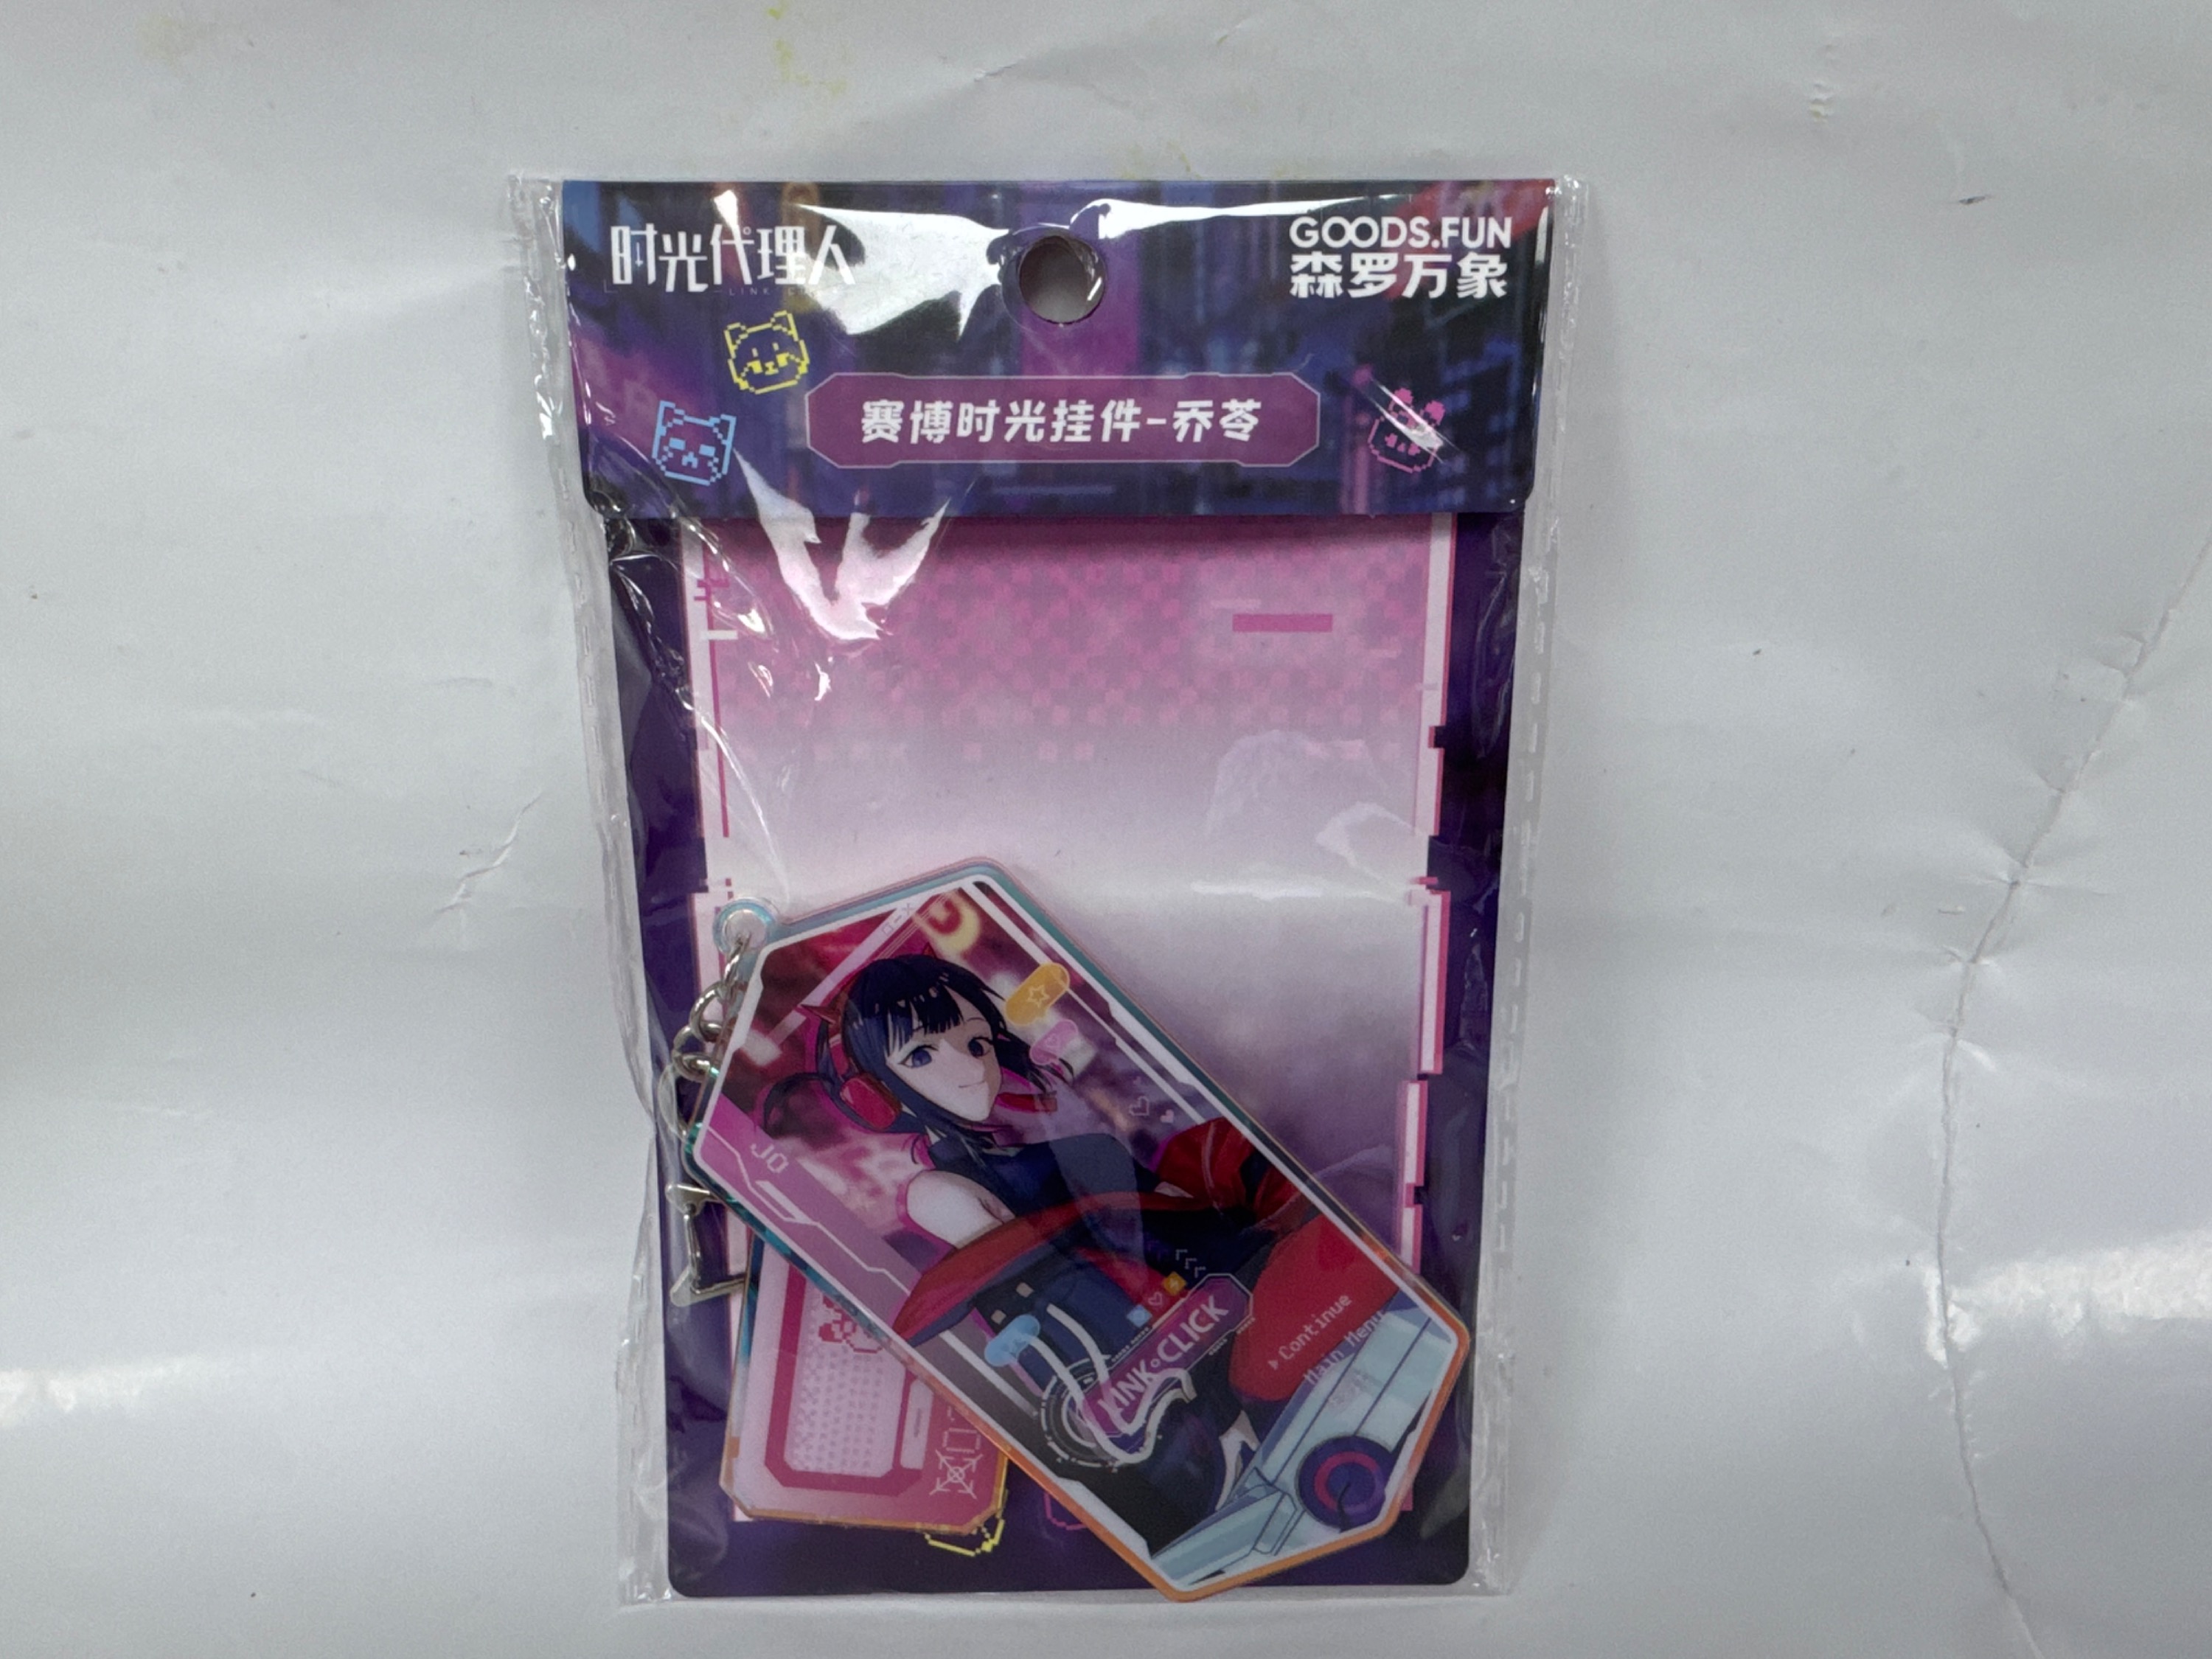 时光代理人
GOODS.FUN
森罗万象
赛博时光挂件-乔苓
LINK CLICK
Continue
Main Menu